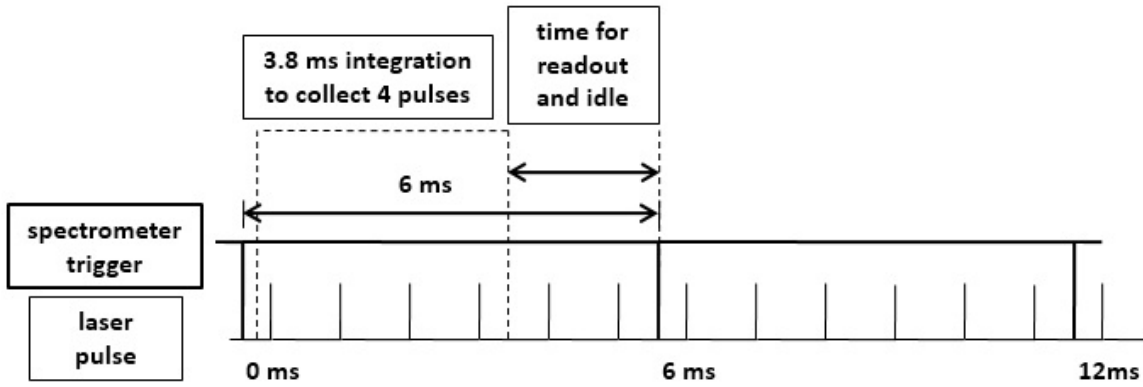 3.8 ms integration
to collect 4 pulses
time for
readout
and idle
6 ms
spectrometer
trigger
laser
pulse
0 ms
6 ms
12ms